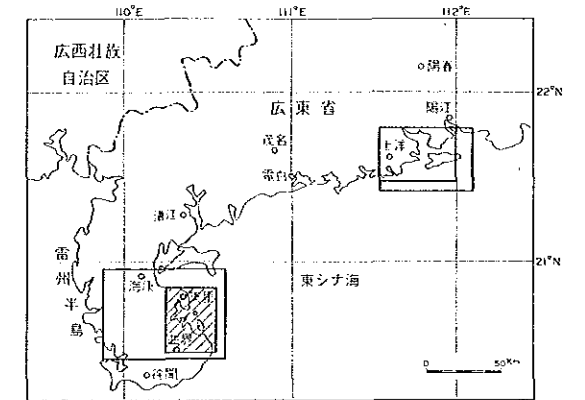 110°E
111°E
112°E
広西壮族
自治区
陽春
22°N
広東省
陽江
茂名
上洋
電白
湛江
21°N
雷
州
半
島
東シナ海
海氷
徐聞
0
50Km